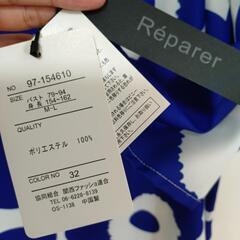 Réparer
NO 97-154610
SIZE バスト 79-94
身長 154-162
M-L
QUALITY
ポリエステル 100%
COLOR NO 32
協同組合 関西ファッション連合
TEL 06-6228-8139
OS-1138 中国製